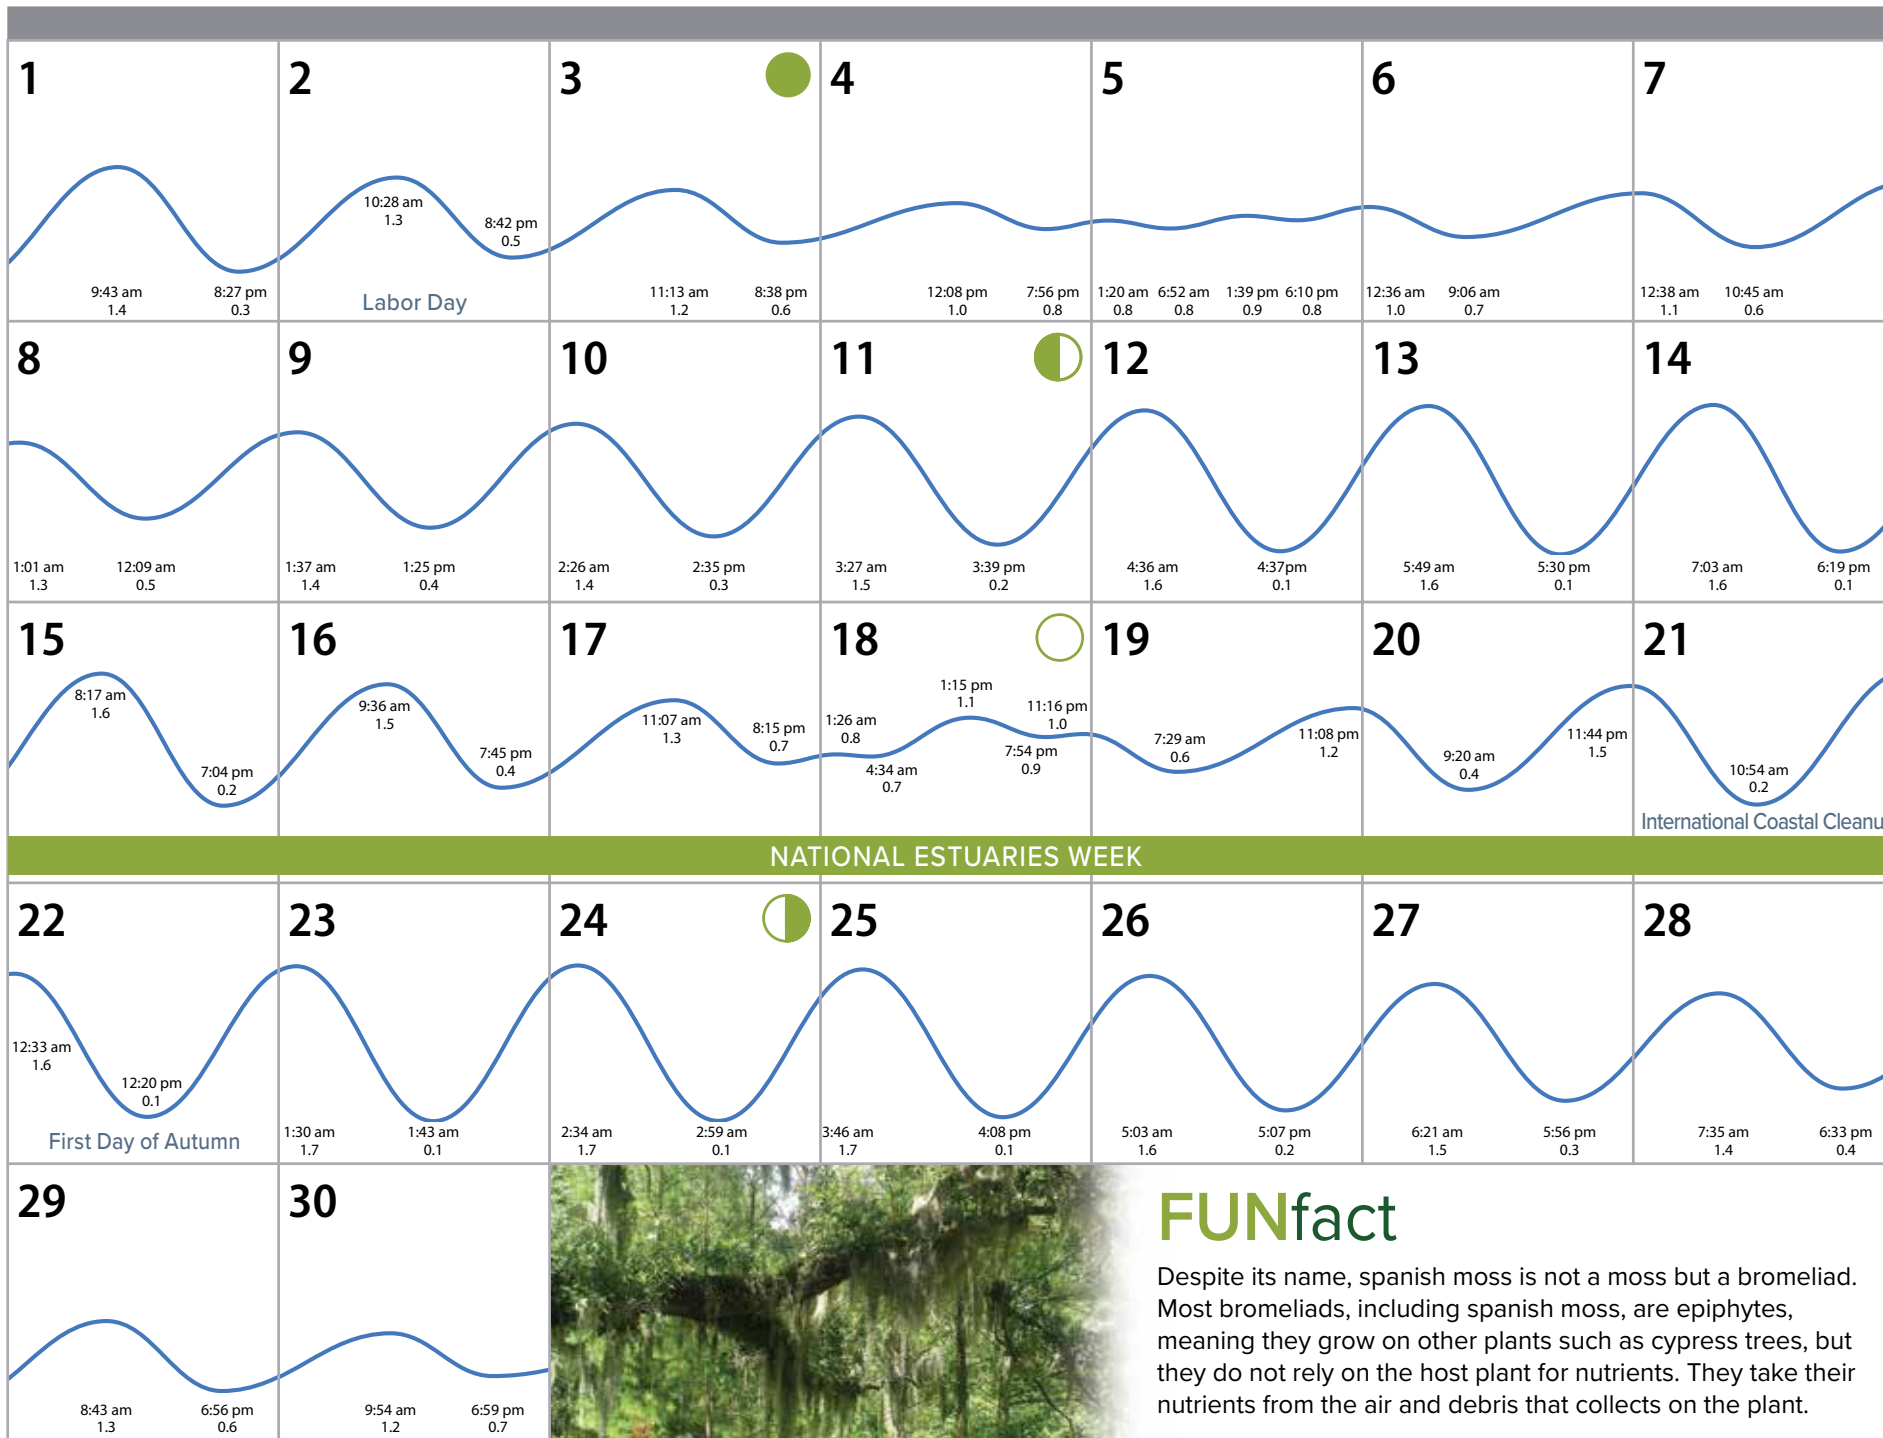 1
2
3
4
5
6
7
10:28 am
1.3
8:42 pm
0.5
9:43 am
1.4
8:27 pm
0.3
Labor Day
11:13 am
1.2
8:38 pm
0.6
12:08 pm
1.0
7:56 pm
0.8
1:20 am
0.8
6:52 am
0.8
1:39 pm
0.9
6:10 pm
0.8
12:36 am
1.0
9:06 am
0.7
12:38 am
1.1
10:45 am
0.6
8
9
10
11
12
13
14
1:01 am
1.3
12:09 am
0.5
1:37 am
1.4
1:25 pm
0.4
2:26 am
1.4
2:35 pm
0.3
3:27 am
1.5
3:39 pm
0.2
4:36 am
1.6
4:37pm
0.1
5:49 am
1.6
5:30 pm
0.1
7:03 am
1.6
6:19 pm
0.1
15
16
17
18
19
20
21
8:17 am
1.6
7:04 pm
0.2
9:36 am
1.5
7:45 pm
0.4
11:07 am
1.3
8:15 pm
0.7
1:26 am
0.8
4:34 am
0.7
1:15 pm
1.1
7:54 pm
0.9
11:16 pm
1.0
7:29 am
0.6
11:08 pm
1.2
9:20 am
0.4
11:44 pm
1.5
10:54 am
0.2
International Coastal Cleanu
NATIONAL ESTUARIES WEEK
22
23
24
25
26
27
28
12:33 am
1.6
12:20 pm
0.1
First Day of Autumn
1:30 am
1.7
1:43 am
0.1
2:34 am
1.7
2:59 am
0.1
3:46 am
1.7
4:08 pm
0.1
5:03 am
1.6
5:07 pm
0.2
6:21 am
1.5
5:56 pm
0.3
7:35 am
1.4
6:33 pm
0.4
29
30
8:43 am
1.3
6:56 pm
0.6
9:54 am
1.2
6:59 pm
0.7
FUNfact
Despite its name, spanish moss is not a moss but a bromeliad.
Most bromeliads, including spanish moss, are epiphytes,
meaning they grow on other plants such as cypress trees, but
they do not rely on the host plant for nutrients. They take their
nutrients from the air and debris that collects on the plant.